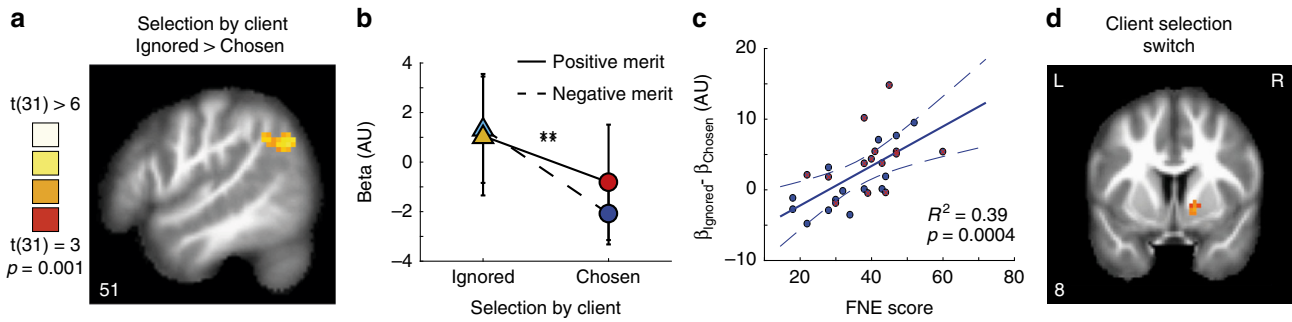 a
Selection by client
Ignored > Chosen
t(31) > 6
t(31) = 3
p = 0.001
51
b
Positive merit
Negative merit
**
4
2
0
−2
−4
Beta (AU)
Ignored
Chosen
Selection by client
c
20
10
0
−10
βIgnored- βChosen (AU)
R² = 0.39
p = 0.0004
20
40
60
80
FNE score
d
Client selection
switch
L
R
8